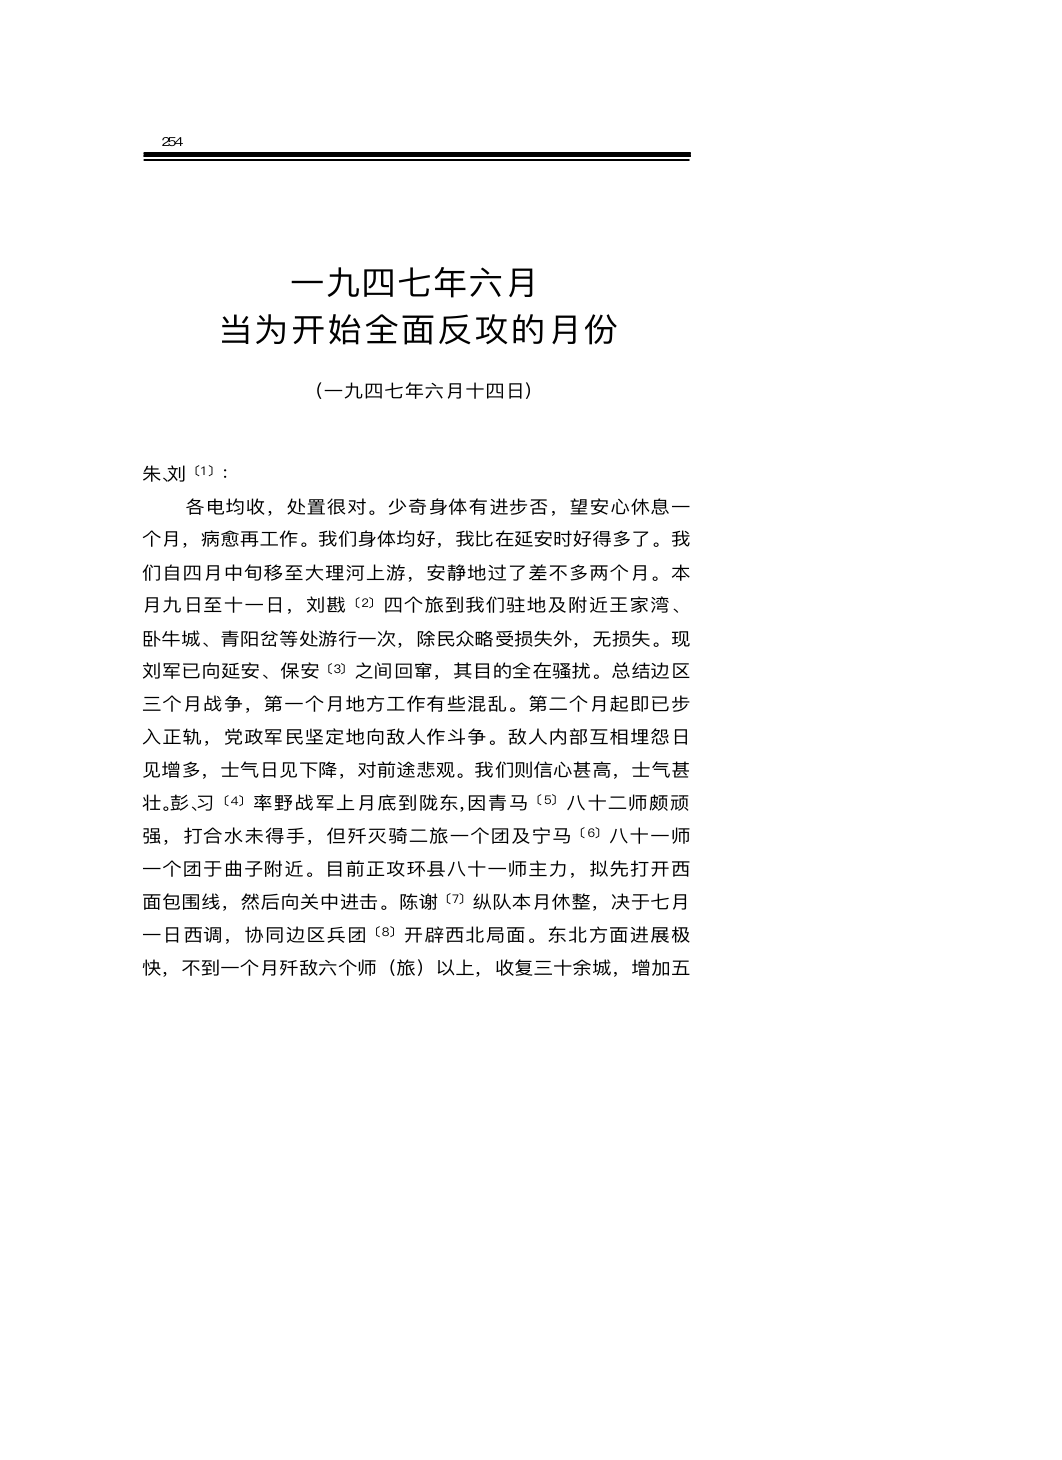 254
一九四七年六月
当为开始全面反攻的月份
（一九四七年六月十四日）
朱、刘〔1〕：
各电均收，处置很对。少奇身体有进步否，望安心休息一
个月，病愈再工作。我们身体均好，我比在延安时好得多了。我
们自四月中旬移至大理河上游，安静地过了差不多两个月。本
月九日至十一日，刘戡〔2〕四个旅到我们驻地及附近王家湾、
卧牛城、青阳岔等处游行一次，除民众略受损失外，无损失。现
刘军已向延安、保安〔3〕之间回窜，其目的全在骚扰。总结边区
三个月战争，第一个月地方工作有些混乱。第二个月起即已步
入正轨，党政军民坚定地向敌人作斗争。敌人内部互相埋怨日
见增多，士气日见下降，对前途悲观。我们则信心甚高，士气甚
壮。彭、习〔4〕率野战军上月底到陇东，因青马〔5〕八十二师颇顽
强，打合水未得手，但歼灭骑二旅一个团及宁马〔6〕八十一师
一个团于曲子附近。目前正攻环县八十一师主力，拟先打开西
面包围线，然后向关中进击。陈谢〔7〕纵队本月休整，决于七月
一日西调，协同边区兵团〔8〕开辟西北局面。东北方面进展极
快，不到一个月歼敌六个师（旅）以上，收复三十余城，增加五